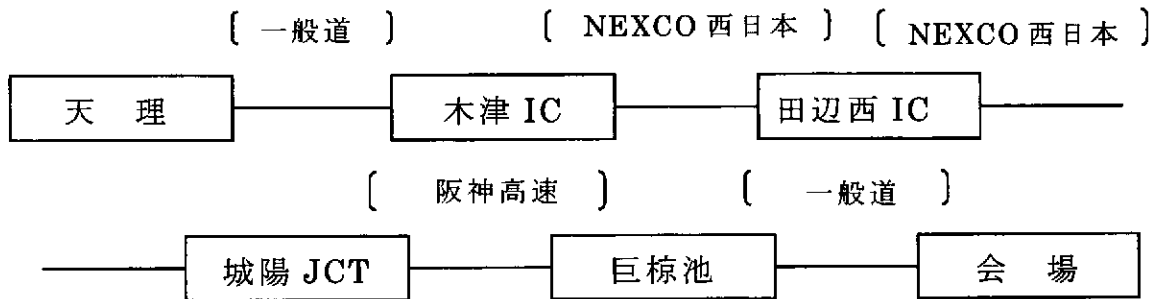 〔 一般道 〕 〔 NEXCO 西日本 〕 〔 NEXCO 西日本 〕
天 理 木津 IC 田辺西 IC
〔 阪神高速 〕 〔 一般道 〕
城陽 JCT 巨椋池 会 場